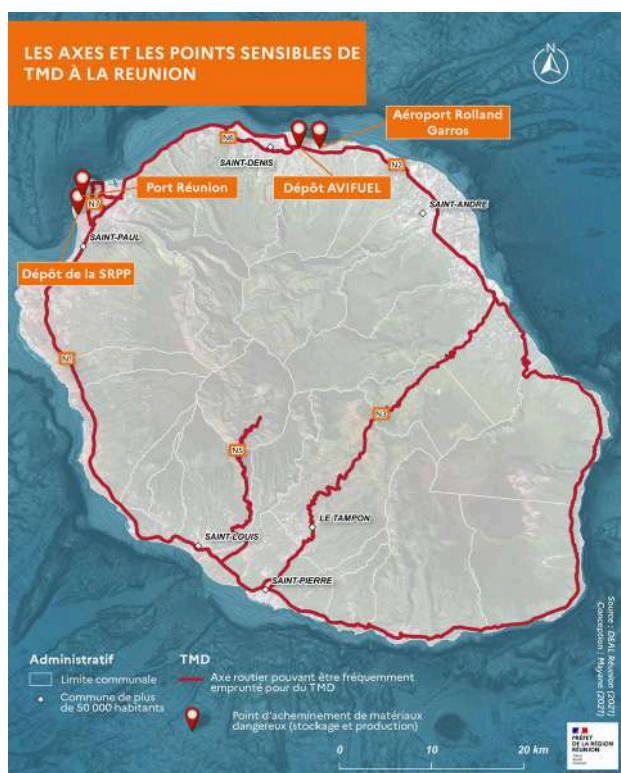 LES AXES ET LES POINTS SENSIBLES DE
TMD À LA REUNION
N
Aéroport Rolland
Garros
N6
SAINT-DENIS
N2
Dépôt AVIFUEL
Port Réunion
N7
SAINT-ANDRE
SAINT-PAUL
Dépôt de la SRPP
N1
N3
N5
LE TAMPON
SAINT-LOUIS
SAINT-PIERRE
Source : DEAL Réunion (2021)
Conception : Mayane (2021)
Administratif
Limite communale
Commune de plus
de 50 000 habitants
TMD
Axe routier pouvant être fréquemment
emprunté pour du TMD
Point d'acheminement de matériaux
dangereux (stockage et production)
0 10 20 km
PRÉFET
DE LA RÉGION
RÉUNION